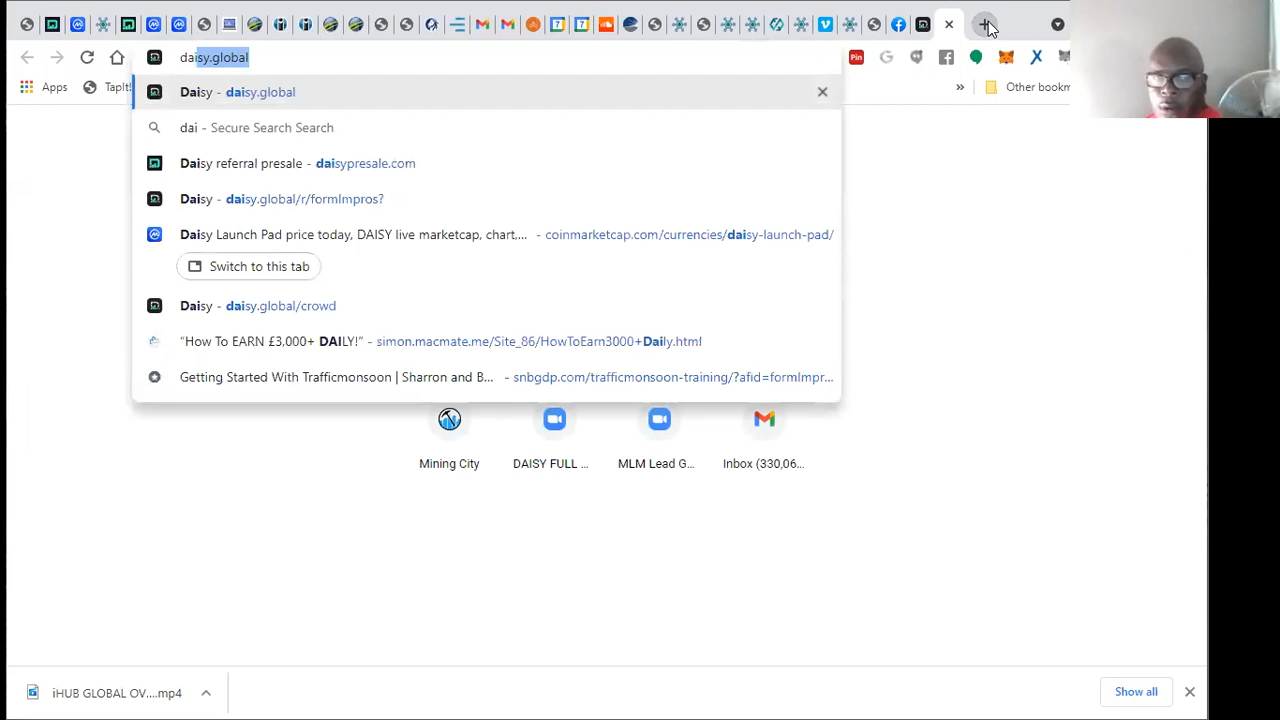 daisy.global
Apps
TapIt!
»
Other bookm
Daisy - daisy.global
dai - Secure Search Search
Daisy referral presale - daisypresale.com
Daisy - daisy.global/r/formImpros?
Daisy Launch Pad price today, DAISY live marketcap, chart,... - coinmarketcap.com/currencies/daisy-launch-pad/
Switch to this tab
Daisy - daisy.global/crowd
"How To EARN £3,000+ DAILY!" - simon.macmate.me/Site_86/HowToEarn3000+Daily.html
Getting Started With Trafficmonsoon | Sharron and B... - snbgdp.com/trafficmonsoon-training/?afid=formImpr...
Mining City
DAISY FULL ...
MLM Lead G...
Inbox (330,06...
iHUB GLOBAL OV....mp4
Show all